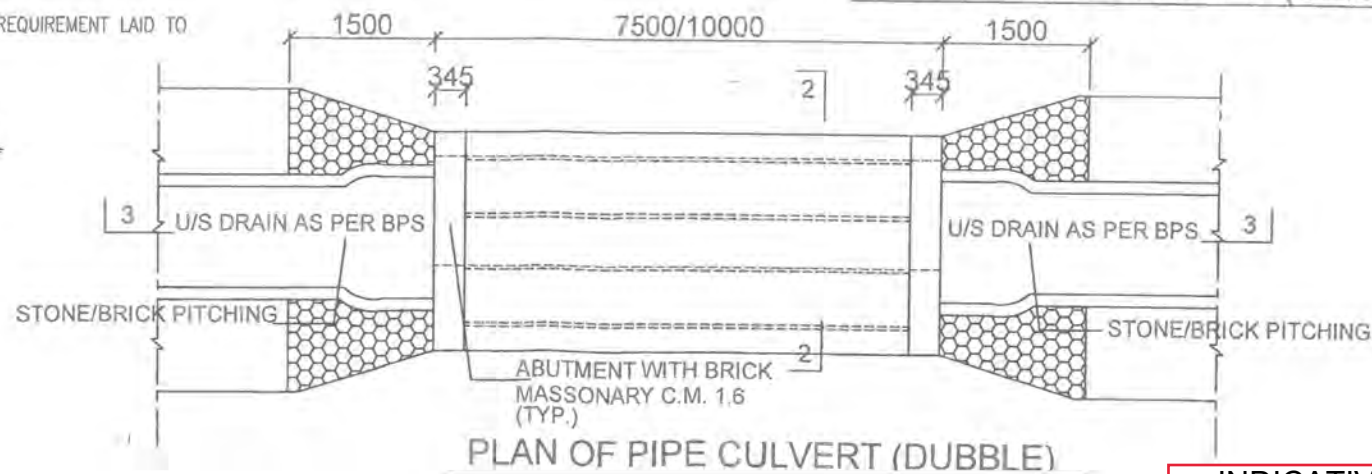 REQUIREMENT LAID TO
1500
7500/10000
1500
345
345
2
3
U/S DRAIN AS PER BPS
U/S DRAIN AS PER BPS
3
STONE/BRICK PITCHING
STONE/BRICK PITCHING
2
ABUTMENT WITH BRICK
MASSONARY C.M. 1.6
(TYP.)
PLAN OF PIPE CULVERT (DUBBLE)